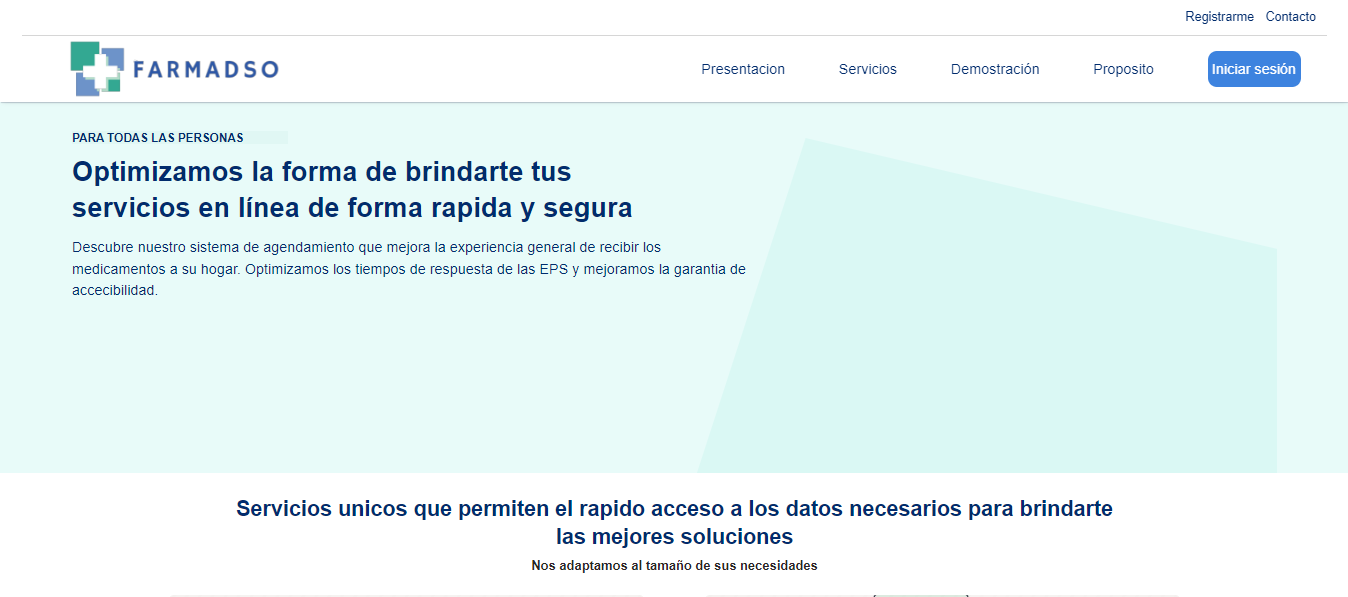 Registrarme Contacto
FARMADSO
Presentacion Servicios Demostración Proposito Iniciar sesión
PARA TODAS LAS PERSONAS
Optimizamos la forma de brindarte tus
servicios en línea de forma rapida y segura
Descubre nuestro sistema de agendamiento que mejora la experiencia general de recibir los
medicamentos a su hogar. Optimizamos los tiempos de respuesta de las EPS y mejoramos la garantia de
accecibilidad.
Servicios unicos que permiten el rapido acceso a los datos necesarios para brindarte
las mejores soluciones
Nos adaptamos al tamaño de sus necesidades